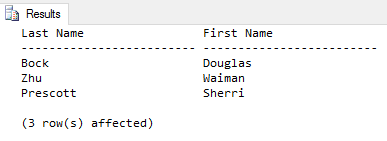 Results
Last Name First Name
------------------------- -------------------------
Bock Douglas
Zhu Waiman
Prescott Sherri
(3 row(s) affected)